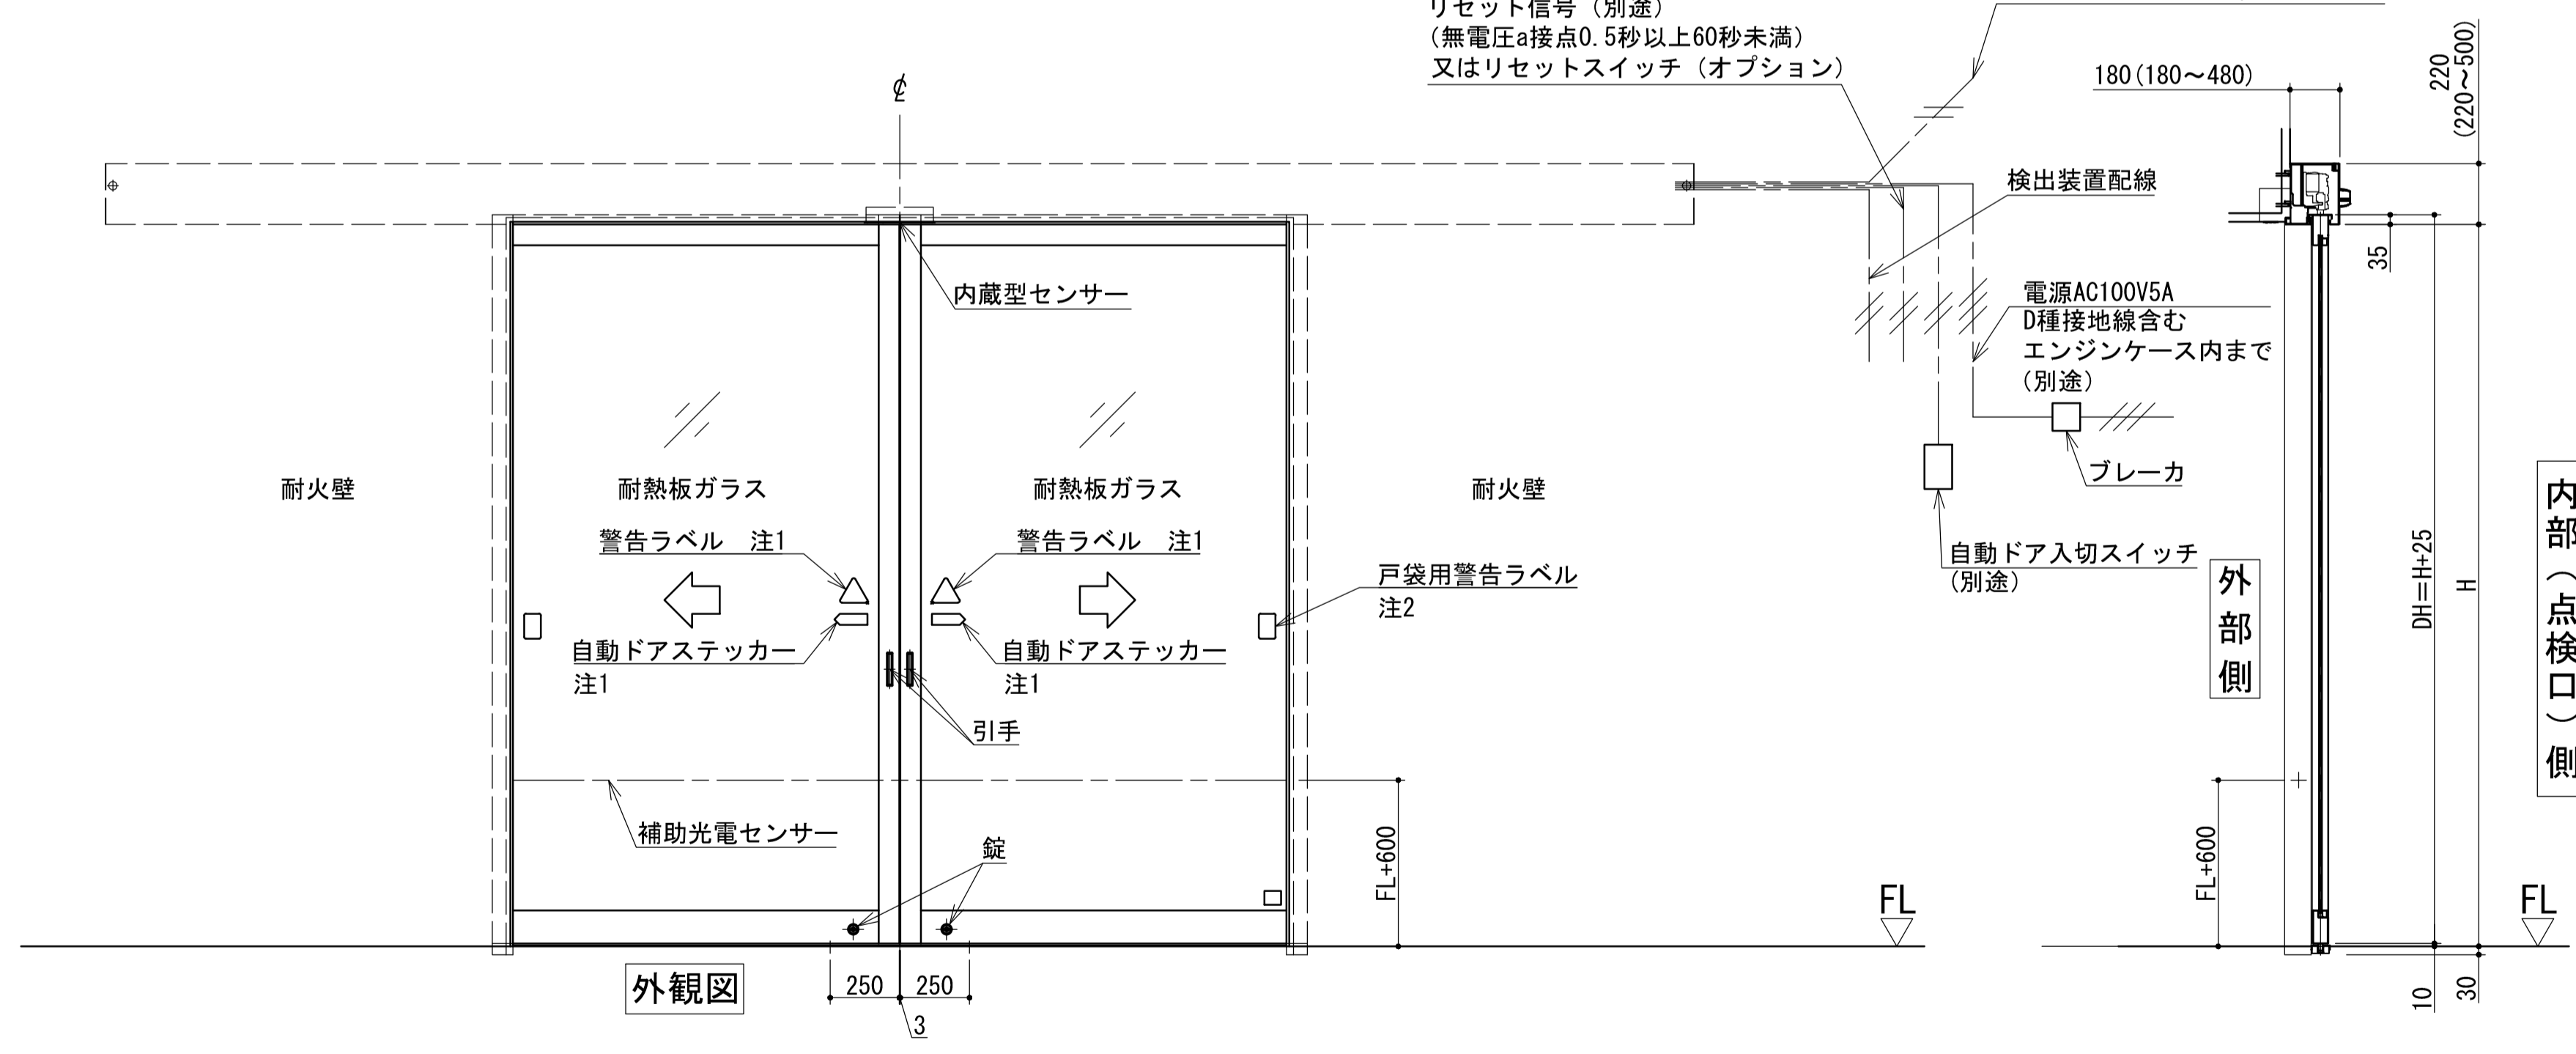 リセット信号（別途）
（無電圧a接点0.5秒以上60秒未満）
又はリセットスイッチ（オプション）
180(180～480)
220
(220～500)
検出装置配線
35
内蔵型センサー
電源AC100V5A
D種接地線含む
エンジンケース内まで
（別途）
ブレーカ
耐火壁
耐熱板ガラス
耐熱板ガラス
耐火壁
警告ラベル　注1
警告ラベル　注1
自動ドア入切スイッチ
（別途）
戸袋用警告ラベル
注2
自動ドアステッカー
注1
自動ドアステッカー
注1
引手
外部側
DH=H+25
H
内部（点検口）側
補助光電センサー
錠
FL+600
FL+600
FL
FL
外観図
250
250
3
10
30